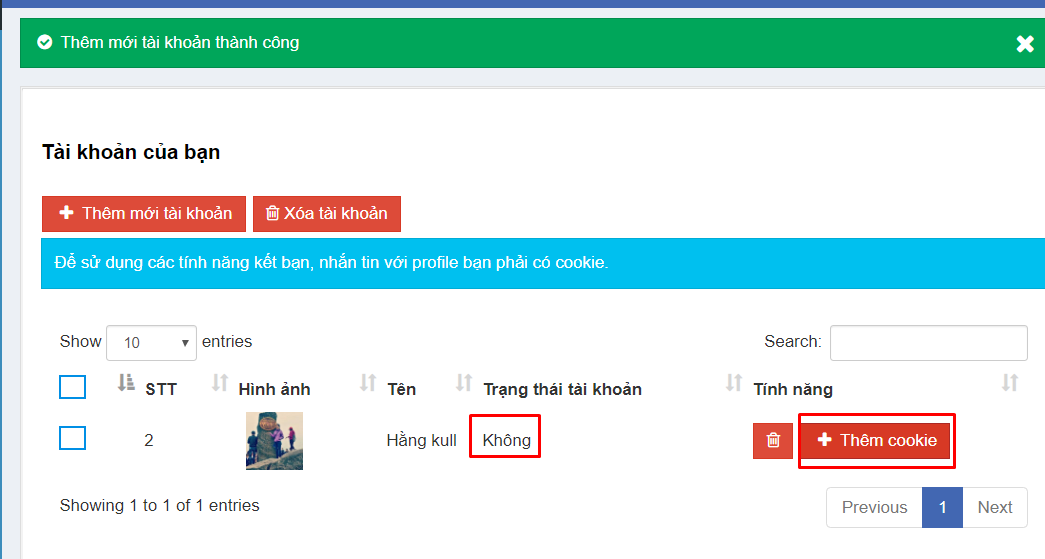 Thêm mới tài khoản thành công
Tài khoản của bạn
Thêm mới tài khoản Xóa tài khoản
Để sử dụng các tính năng kết bạn, nhắn tin với profile bạn phải có cookie.
Show 10 entries Search:
STT Hình ảnh Tên Trạng thái tài khoản Tính năng
2 Hằng kull Không Thêm cookie
Showing 1 to 1 of 1 entries Previous 1 Next